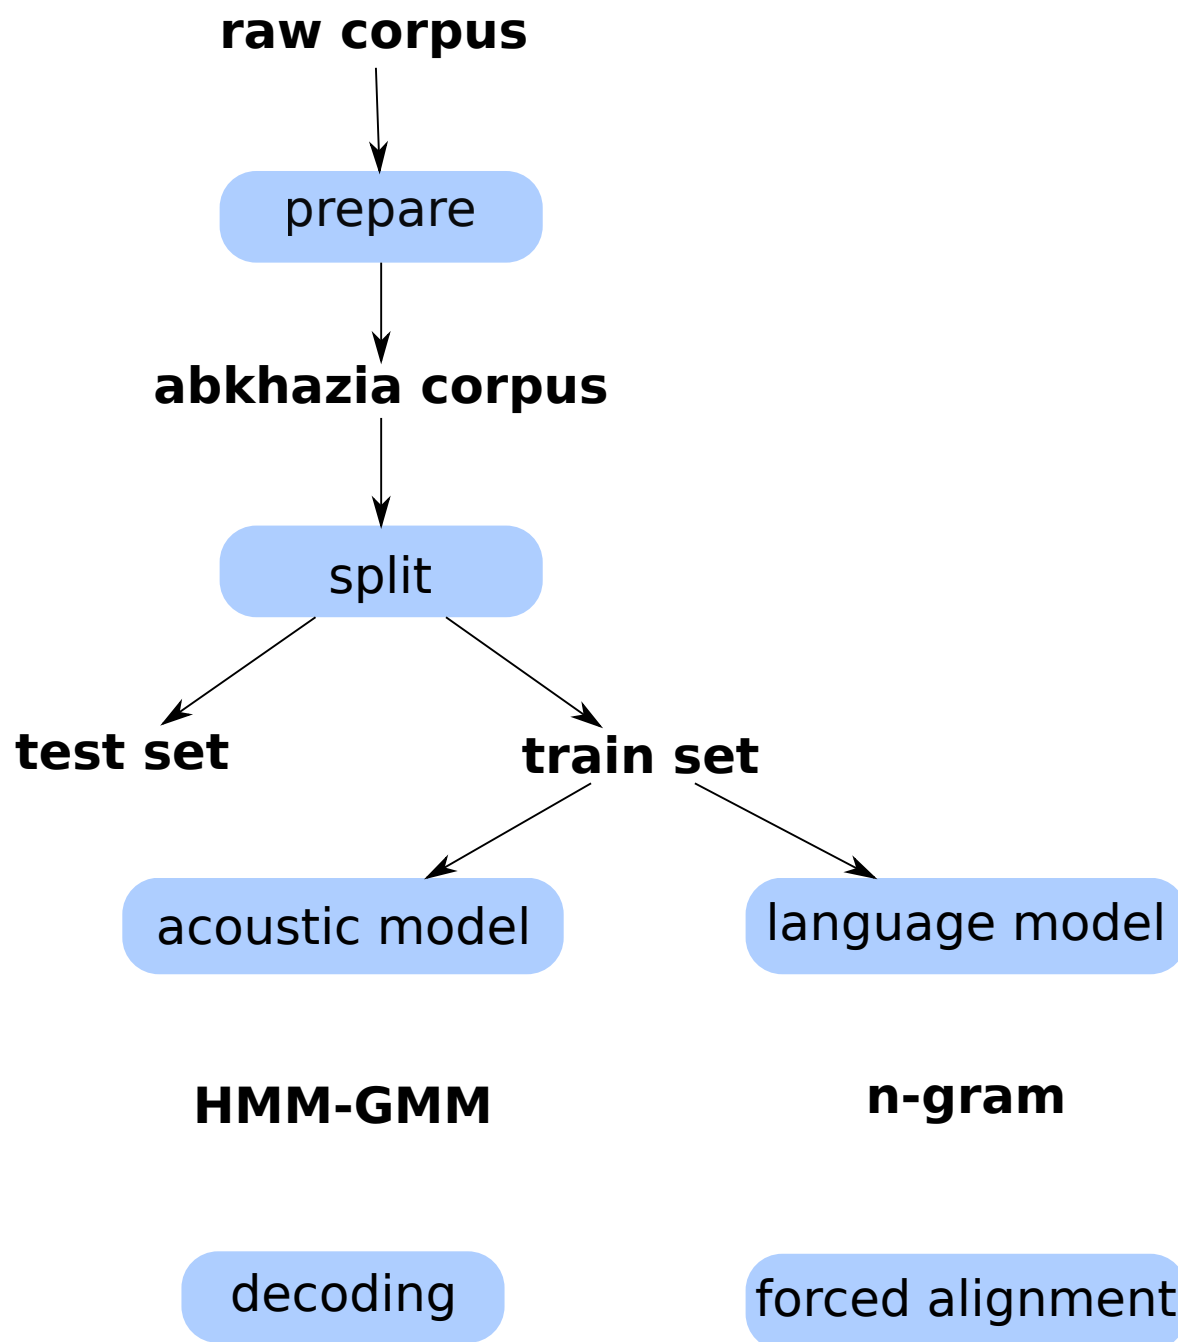 raw corpus
prepare
abkhazia corpus
split
test set
train set
acoustic model
language model
HMM-GMM
n-gram
decoding
forced alignment